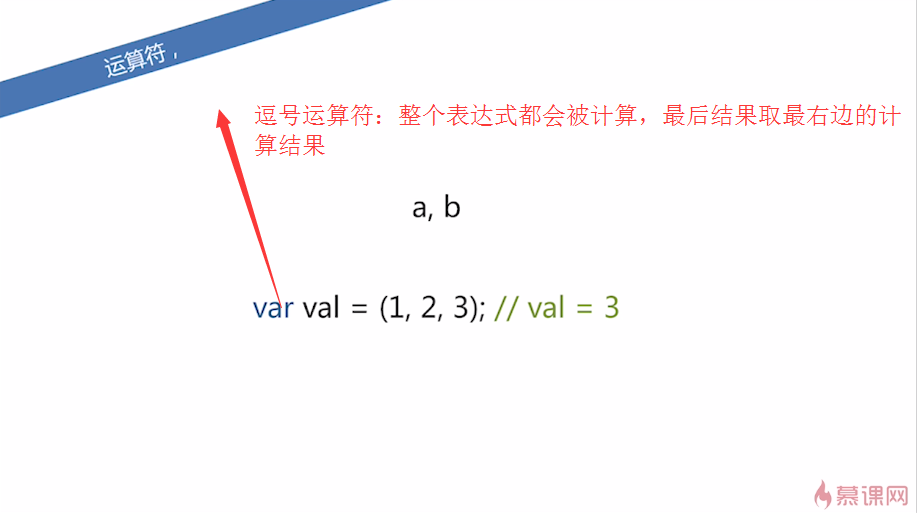 运算符，
逗号运算符：整个表达式都会被计算，最后结果取最右边的计
算结果
a, b
var val = (1, 2, 3); // val = 3
慕课网